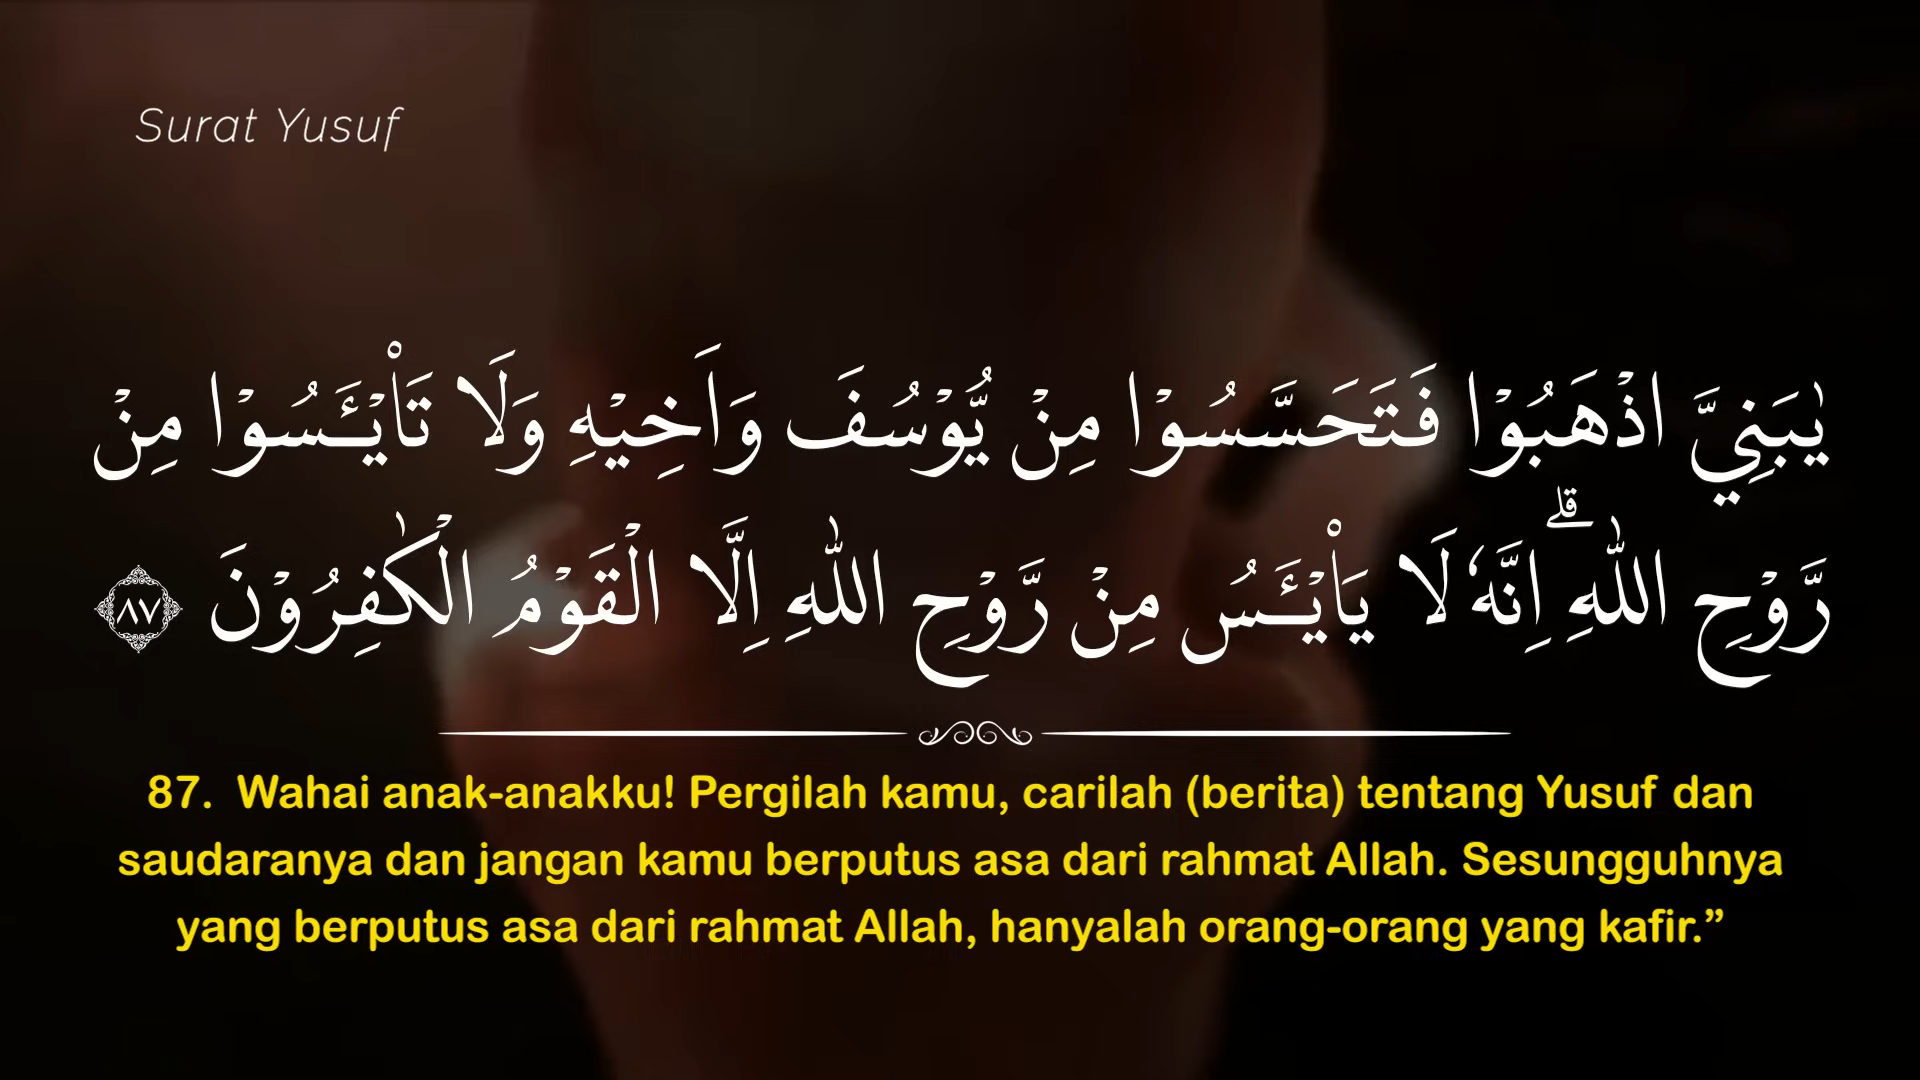 Surat Yusuf
يٰبَنِيَّ اذْهَبُوْا فَتَحَسَّسُوْا مِنْ يُّوْسُفَ وَاَخِيْهِ وَلَا تَا۟يْـَٔسُوْا مِنْ
رَّوْحِ اللّٰهِ ۗاِنَّهٗ لَا يَا۟يْـَٔسُ مِنْ رَّوْحِ اللّٰهِ اِلَّا الْقَوْمُ الْكٰفِرُوْنَ ٨٧
87. Wahai anak-anakku! Pergilah kamu, carilah (berita) tentang Yusuf dan
saudaranya dan jangan kamu berputus asa dari rahmat Allah. Sesungguhnya
yang berputus asa dari rahmat Allah, hanyalah orang-orang yang kafir.”